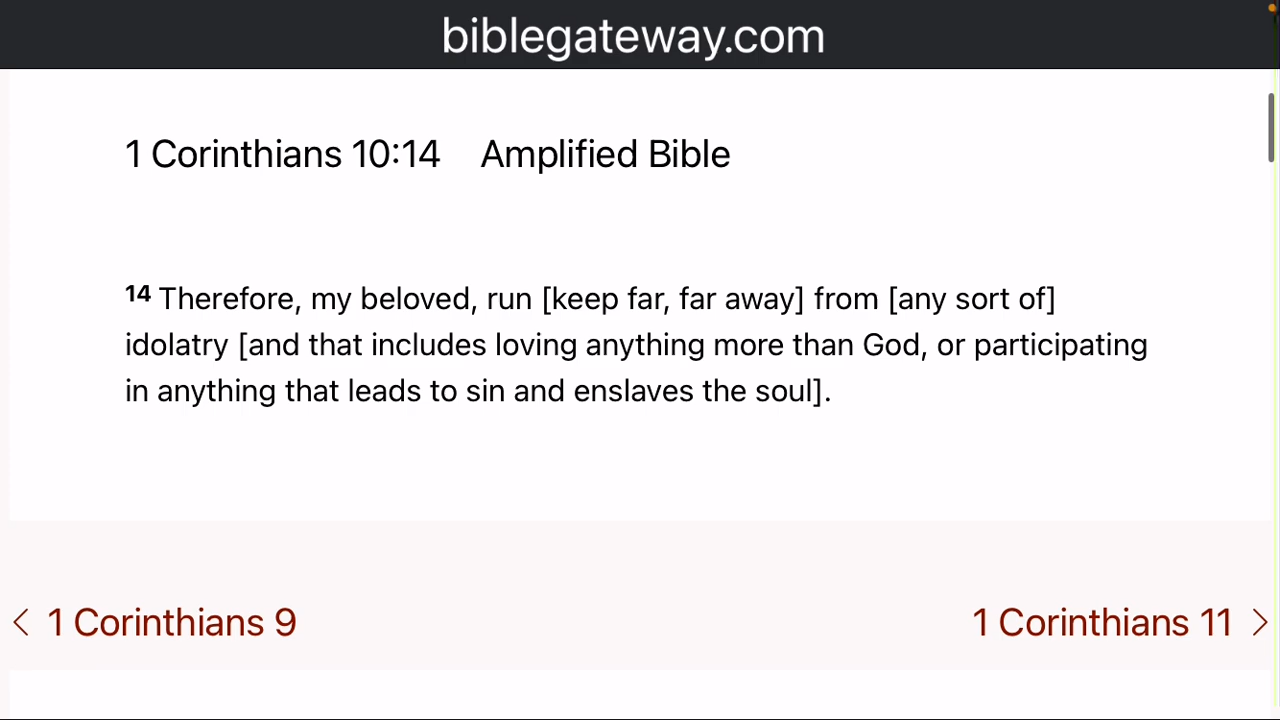 biblegateway.com
1 Corinthians 10:14 Amplified Bible
14 Therefore, my beloved, run [keep far, far away] from [any sort of]
idolatry [and that includes loving anything more than God, or participating
in anything that leads to sin and enslaves the soul].
< 1 Corinthians 9
1 Corinthians 11 >